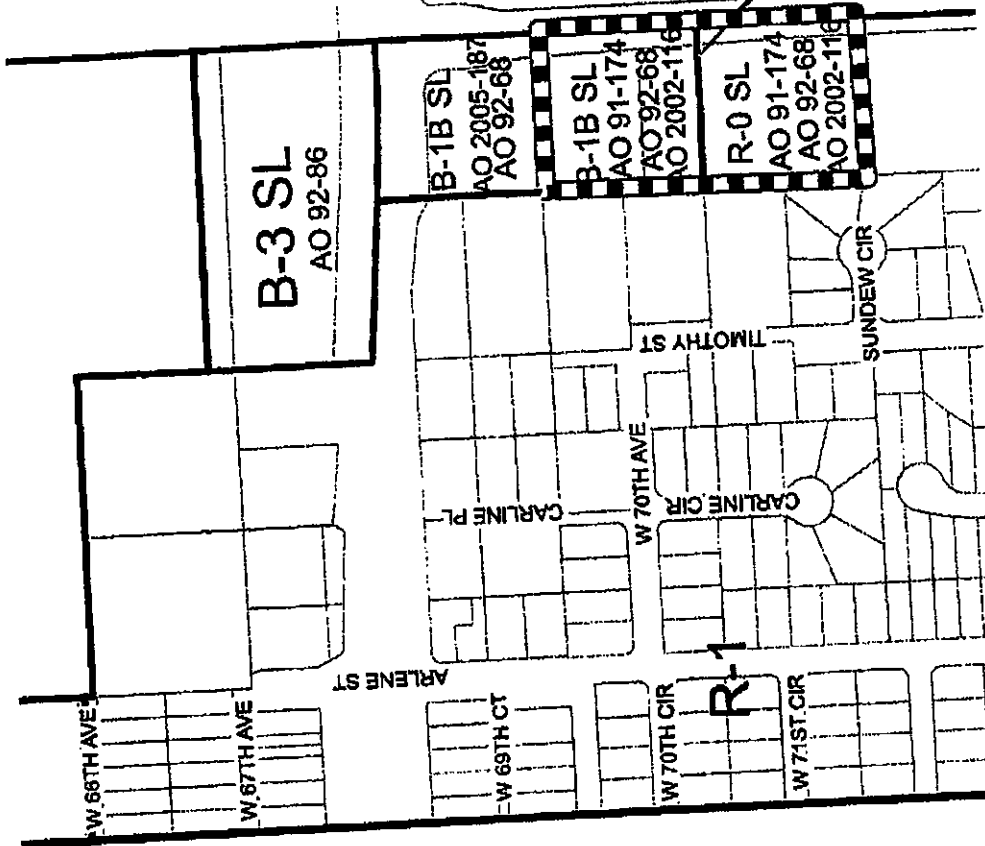 B-3 SL
AO 92-86
B-1B SL
AO 2005-187
AO 92-68
B-1B SL
AO 91-174
AO 92-68
AO 2002-116
R-0 SL
AO 91-174
AO 92-68
AO 2002-116
SUNDEW CIR
TIMOTHY ST
W 70TH AVE
CARLINE PL
CARLINE CIR
ARLENE ST
R-1
W 66TH AVE
W 67TH AVE
W 69TH CT
W 70TH CIR
W 71ST CIR